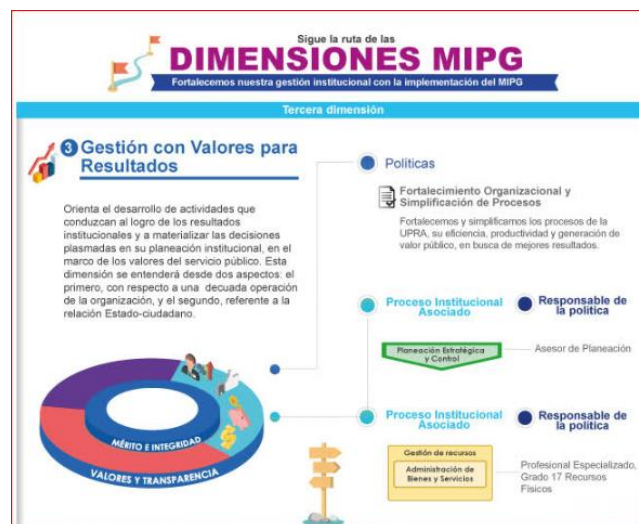 Sigue la ruta de las
DIMENSIONES MIPG
Fortalecemos nuestra gestión institucional con la implementación del MIPG
Tercera dimensión
3 Gestión con Valores para
Resultados
Orienta el desarrollo de actividades que
conduzcan al logro de los resultados
institucionales y a materializar las decisiones
plasmadas en su planeación institucional, en el
marco de los valores del servicio público. Esta
dimensión se entenderá desde dos aspectos: el
primero, con respecto a una decuada operación
de la organización, y el segundo, referente a la
relación Estado-ciudadano.
MÉRITO E INTEGRIDAD
VALORES Y TRANSPARENCIA
Políticas
Fortalecimiento Organizacional y
Simplificación de Procesos
Fortalecemos y simplificamos los procesos de la
UPRA, su eficiencia, productividad y generación de
valor público, en busca de mejores resultados.
Proceso Institucional
Asociado
Responsable de
la política
Planeación Estratégica
y Control
Asesor de Planeación
Proceso Institucional
Asociado
Responsable de
la política
Gestión de recursos
Administración de
Bienes y Servicios
Profesional Especializado,
Grado 17 Recursos
Físicos